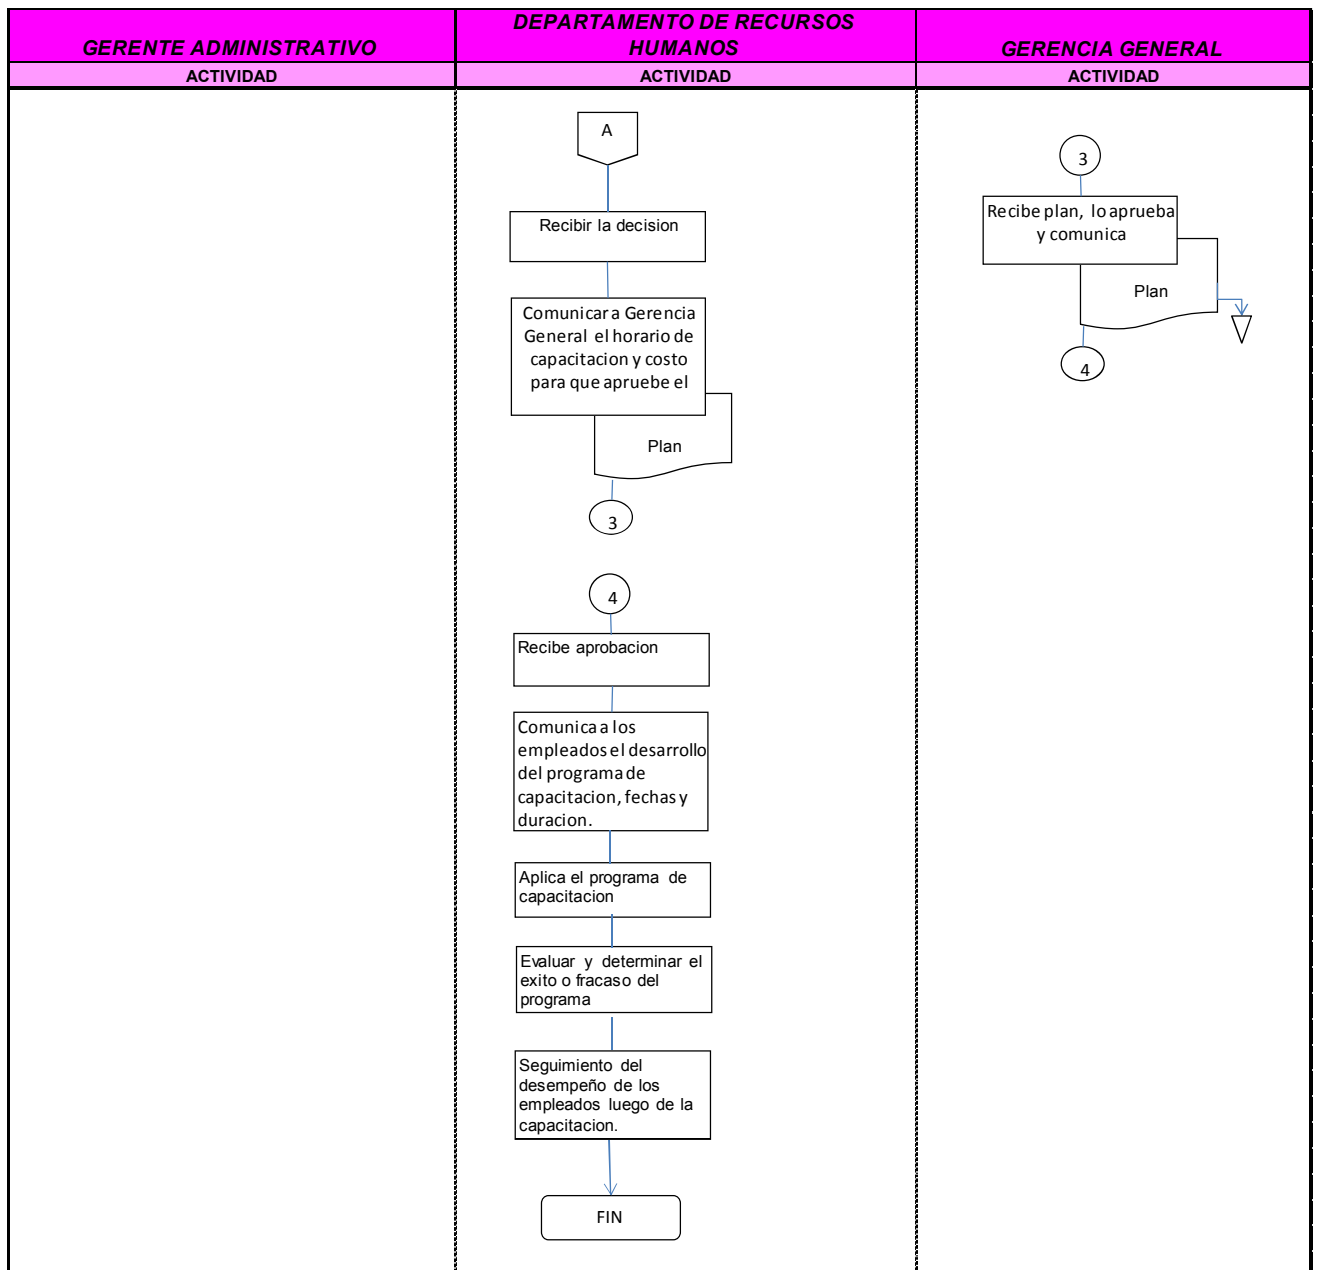 GERENTE ADMINISTRATIVO
DEPARTAMENTO DE RECURSOS
HUMANOS
GERENCIA GENERAL
ACTIVIDAD
ACTIVIDAD
ACTIVIDAD
A
Recibir la decision
Comunicar a Gerencia
General el horario de
capacitacion y costo
para que apruebe el
Plan
3
4
Recibe aprobacion
Comunica a los
empleados el desarrollo
del programa de
capacitacion, fechas y
duracion.
Aplica el programa de
capacitacion
Evaluar y determinar el
exito o fracaso del
programa
Seguimiento del
desempeño de los
empleados luego de la
capacitacion.
FIN
3
Recibe plan, lo aprueba
y comunica
Plan
4